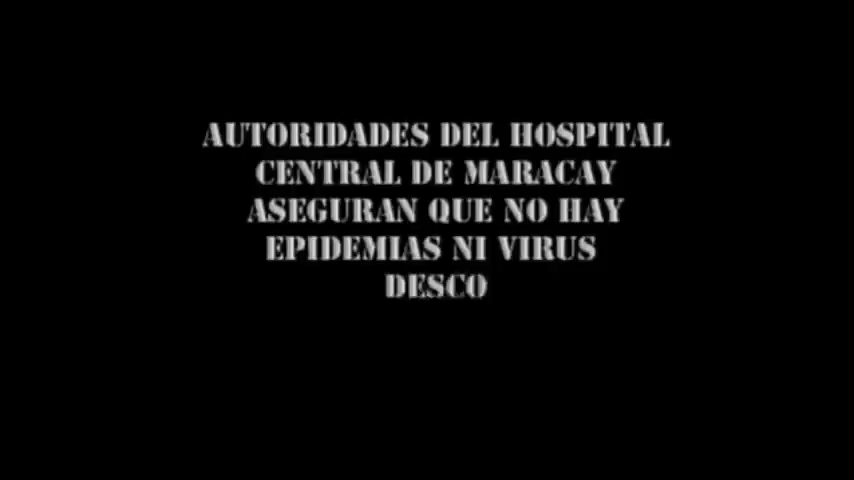 AUTORIDADES DEL HOSPITAL
CENTRAL DE MARACAY
ASEGURAN QUE NO HAY
EPIDEMIAS NI VIRUS
DESCO